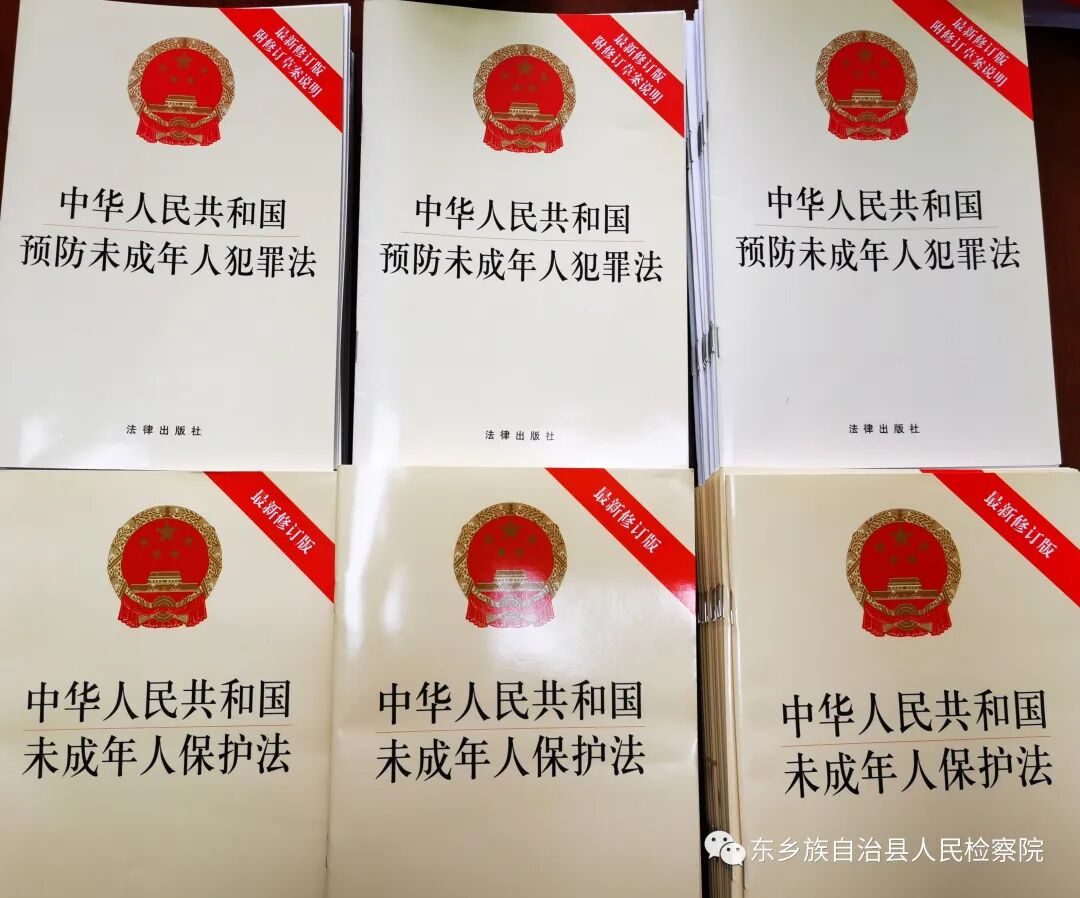 最新修订版
附修订草案说明
中华人民共和国
预防未成年人犯罪法
法律出版社
最新修订版
附修订草案说明
中华人民共和国
预防未成年人犯罪法
法律出版社
最新修订版
附修订草案说明
中华人民共和国
预防未成年人犯罪法
法律出版社
最新修订版
中华人民共和国
未成年人保护法
最新修订版
中华人民共和国
未成年人保护法
最新修订版
中华人民共和国
未成年人保护法
东乡族自治县人民检察院